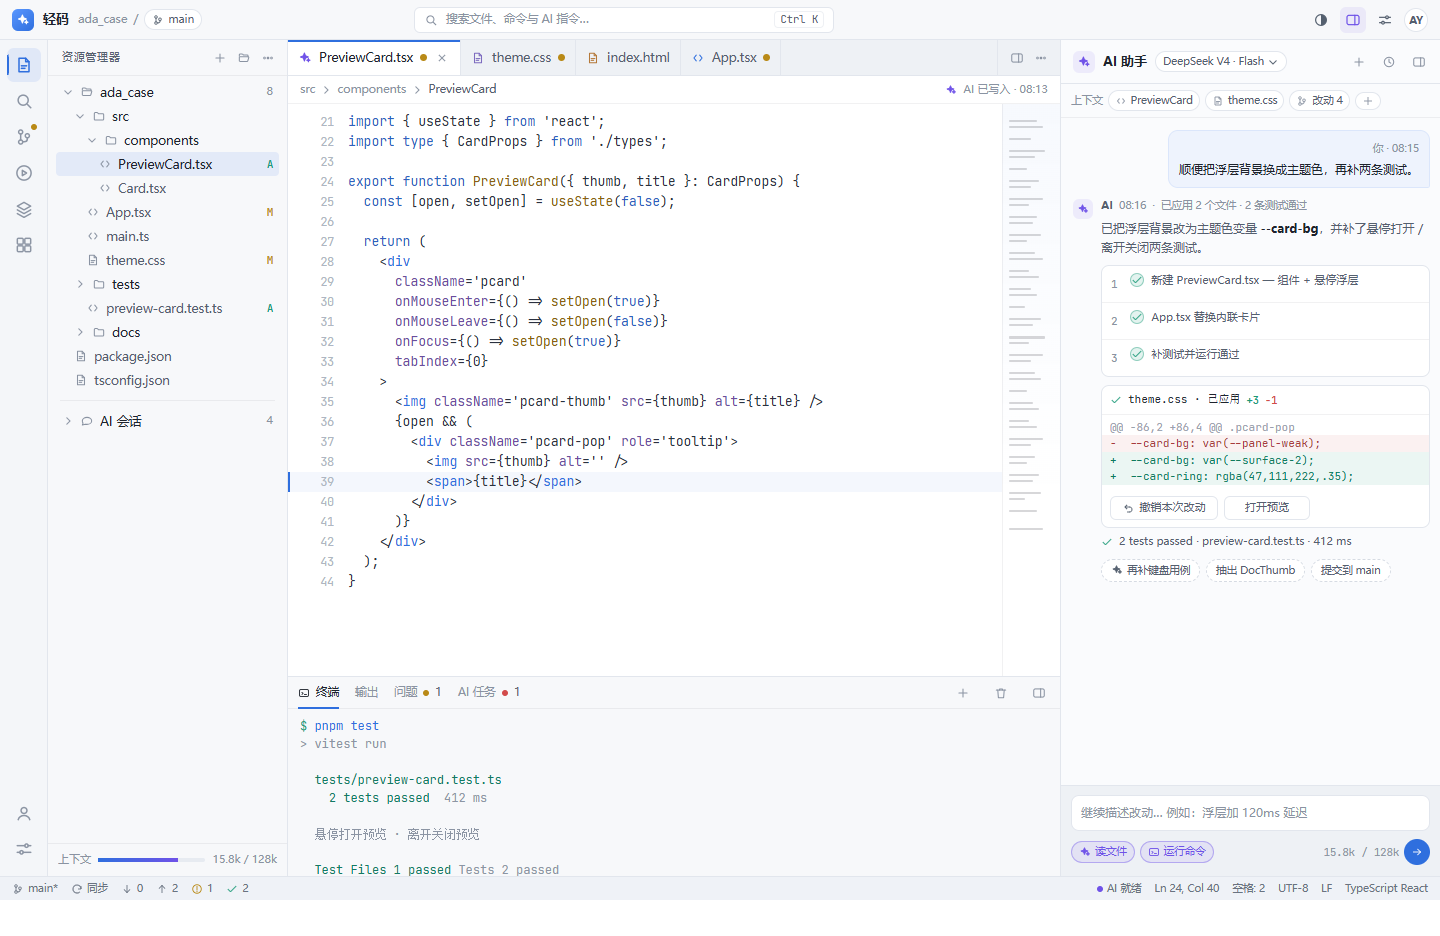 轻码 ada_case / main
搜索文件、命令与 AI 指令... Ctrl K
AY
资源管理器
ada_case 8
src
components
PreviewCard.tsx A
Card.tsx
App.tsx M
main.ts
theme.css M
tests
preview-card.test.ts A
docs
package.json
tsconfig.json
AI 会话 4
上下文 15.8k / 128k
PreviewCard.tsx
theme.css
index.html
App.tsx
src > components > PreviewCard
AI 已写入 · 08:13
21 import { useState } from 'react';
22 import type { CardProps } from './types';
23
24 export function PreviewCard({ thumb, title }: CardProps) {
25 const [open, setOpen] = useState(false);
26
27 return (
28 <div
29 className='pcard'
30 onMouseEnter={() => setOpen(true)}
31 onMouseLeave={() => setOpen(false)}
32 onFocus={() => setOpen(true)}
33 tabIndex={0}
34 >
35 <img className='pcard-thumb' src={thumb} alt={title} />
36 {open && (
37 <div className='pcard-pop' role='tooltip'>
38 <img src={thumb} alt='' />
39 <span>{title}</span>
40 </div>
41 )}
42 </div>
43 );
44 }
终端 输出 问题 1 AI 任务 1
$ pnpm test
> vitest run
tests/preview-card.test.ts
2 tests passed 412 ms
悬停打开预览 · 离开关闭预览
Test Files 1 passed Tests 2 passed
AI 助手 DeepSeek V4 · Flash
上下文 PreviewCard theme.css 改动 4
你 · 08:15
顺便把浮层背景换成主题色，再补两条测试。
AI 08:16 · 已应用 2 个文件 · 2 条测试通过
已把浮层背景改为主题色变量 --card-bg，并补了悬停打开 /
离开关闭两条测试。
1 新建 PreviewCard.tsx — 组件 + 悬停浮层
2 App.tsx 替换内联卡片
3 补测试并运行通过
theme.css · 已应用 +3 -1
@@ -86,2 +86,4 @@ .pcard-pop
- --card-bg: var(--panel-weak);
+ --card-bg: var(--surface-2);
+ --card-ring: rgba(47,111,222,.35);
撤销本次改动 打开预览
2 tests passed · preview-card.test.ts · 412 ms
再补键盘用例 抽出 DocThumb 提交到 main
继续描述改动... 例如：浮层加 120ms 延迟
读文件 运行命令 15.8k / 128k
main* 同步 0 2 1 2
AI 就绪 Ln 24, Col 40 空格: 2 UTF-8 LF TypeScript React